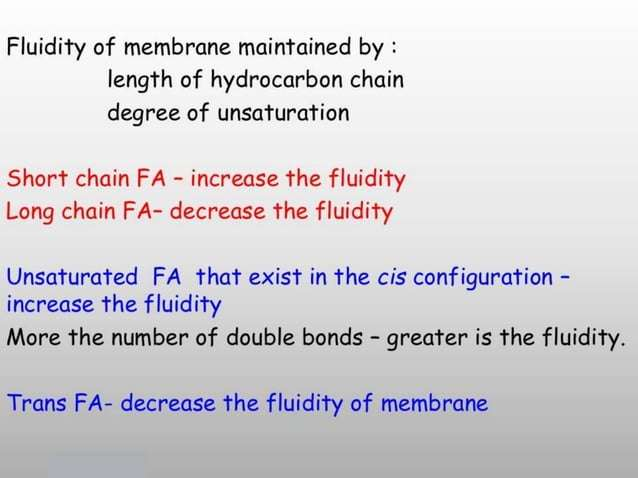 Fluidity of membrane maintained by :
length of hydrocarbon chain
degree of unsaturation
Short chain FA – increase the fluidity
Long chain FA– decrease the fluidity
Unsaturated FA that exist in the cis configuration –
increase the fluidity
More the number of double bonds – greater is the fluidity.
Trans FA- decrease the fluidity of membrane